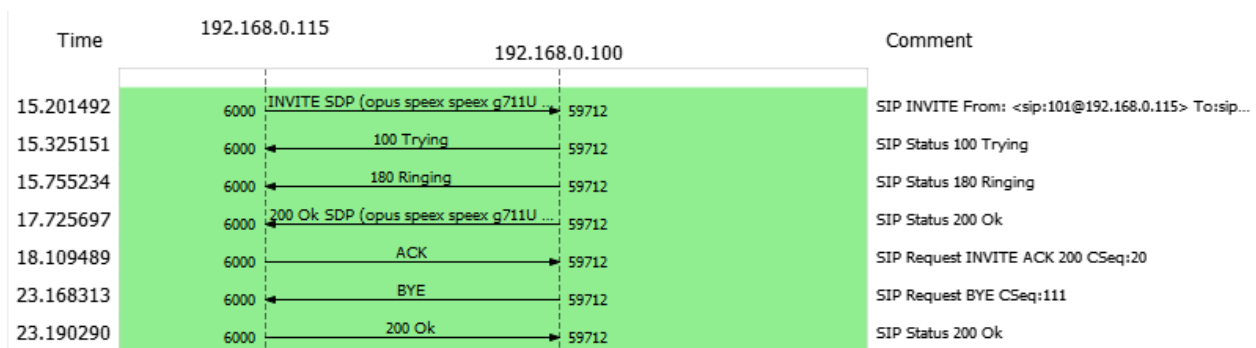 Time 192.168.0.115 192.168.0.100 Comment
15.201492 6000 INVITE SDP (opus speex speex g711U ... 59712 SIP INVITE From: <sip:101@192.168.0.115> To:sip...
15.325151 6000 100 Trying 59712 SIP Status 100 Trying
15.755234 6000 180 Ringing 59712 SIP Status 180 Ringing
17.725697 6000 200 Ok SDP (opus speex speex g711U ... 59712 SIP Status 200 Ok
18.109489 6000 ACK 59712 SIP Request INVITE ACK 200 CSeq:20
23.168313 6000 BYE 59712 SIP Request BYE CSeq:111
23.190290 6000 200 Ok 59712 SIP Status 200 Ok